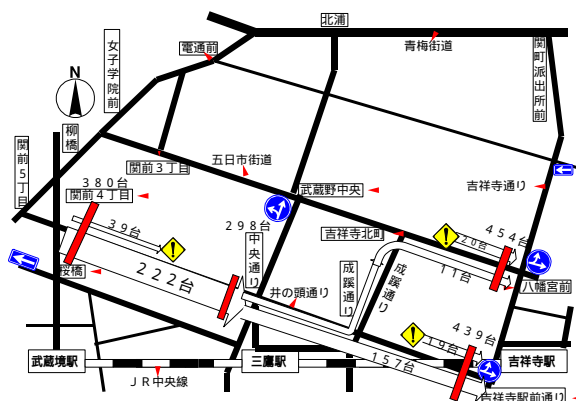 北浦
青梅街道
関町派出所前
女子学院前
電通前
N
柳橋
関前5丁目
関前3丁目
五日市街道
380台
関前4丁目
武蔵野中央
吉祥寺通り
39台
298台
中央通り
吉祥寺北町
454台
20台
桜橋
222台
成蹊通り
成蹊通り
11台
八幡宮前
井の頭通り
439台
19台
武蔵境駅
三鷹駅
157台
吉祥寺駅
JR中央線
吉祥寺駅前通り